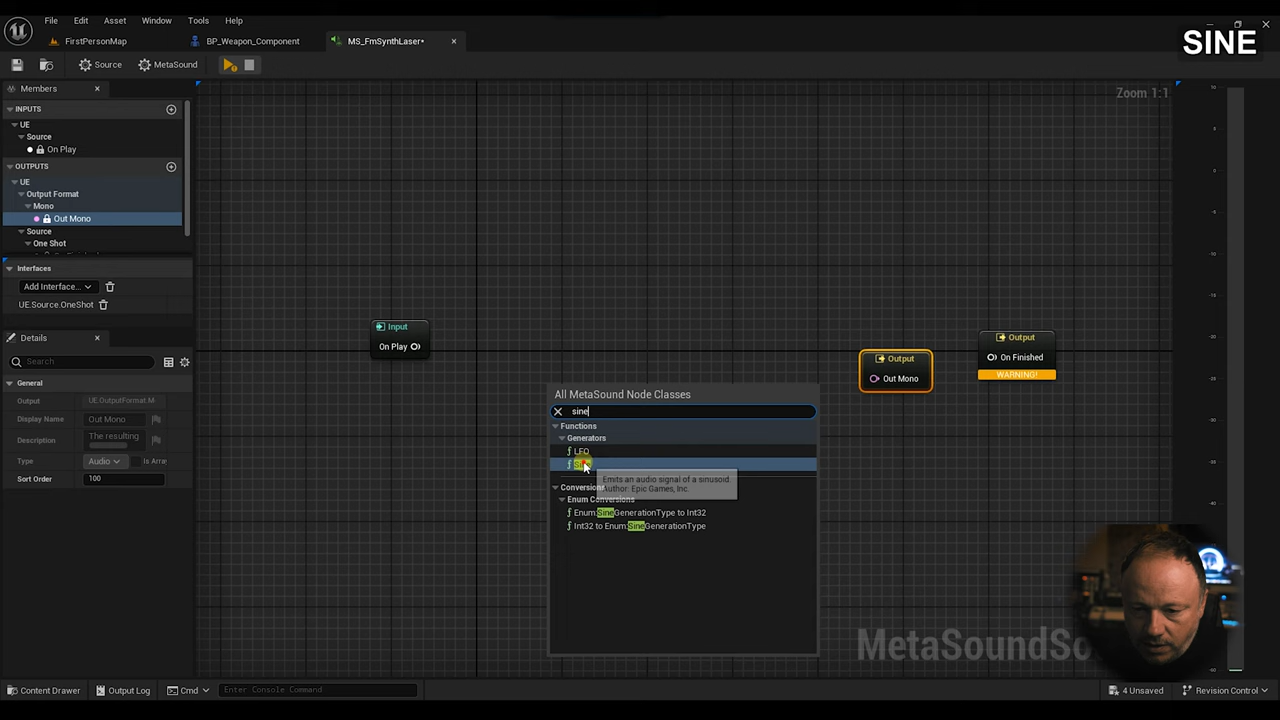 File Edit Asset Window Tools Help
FirstPersonMap
BP_Weapon_Component
MS_FmSynthLaser*
SINE
Source
MetaSound
Members
Zoom 1:1
INPUTS
UE
Source
On Play
OUTPUTS
UE
Output Format
Mono
Out Mono
Source
One Shot
Interfaces
Add Interface...
UE.Source.OneShot
Details
Search
General
Output UE.OutputFormat.M
Display Name Out Mono
Description The resulting
Type Audio Is Arra
Sort Order 100
Input
On Play
Output
Out Mono
Output
On Finished
WARNING!
All MetaSound Node Classes
sine
Functions
Generators
LFO
Emits an audio signal of a sinusoid.
Author: Epic Games, Inc.
Conversions
Enum Conversions
Enum:SineGenerationType to Int32
Int32 to Enum:SineGenerationType
MetaSoundSo
Content Drawer
Output Log
Cmd
Enter Console Command
4 Unsaved
Revision Control